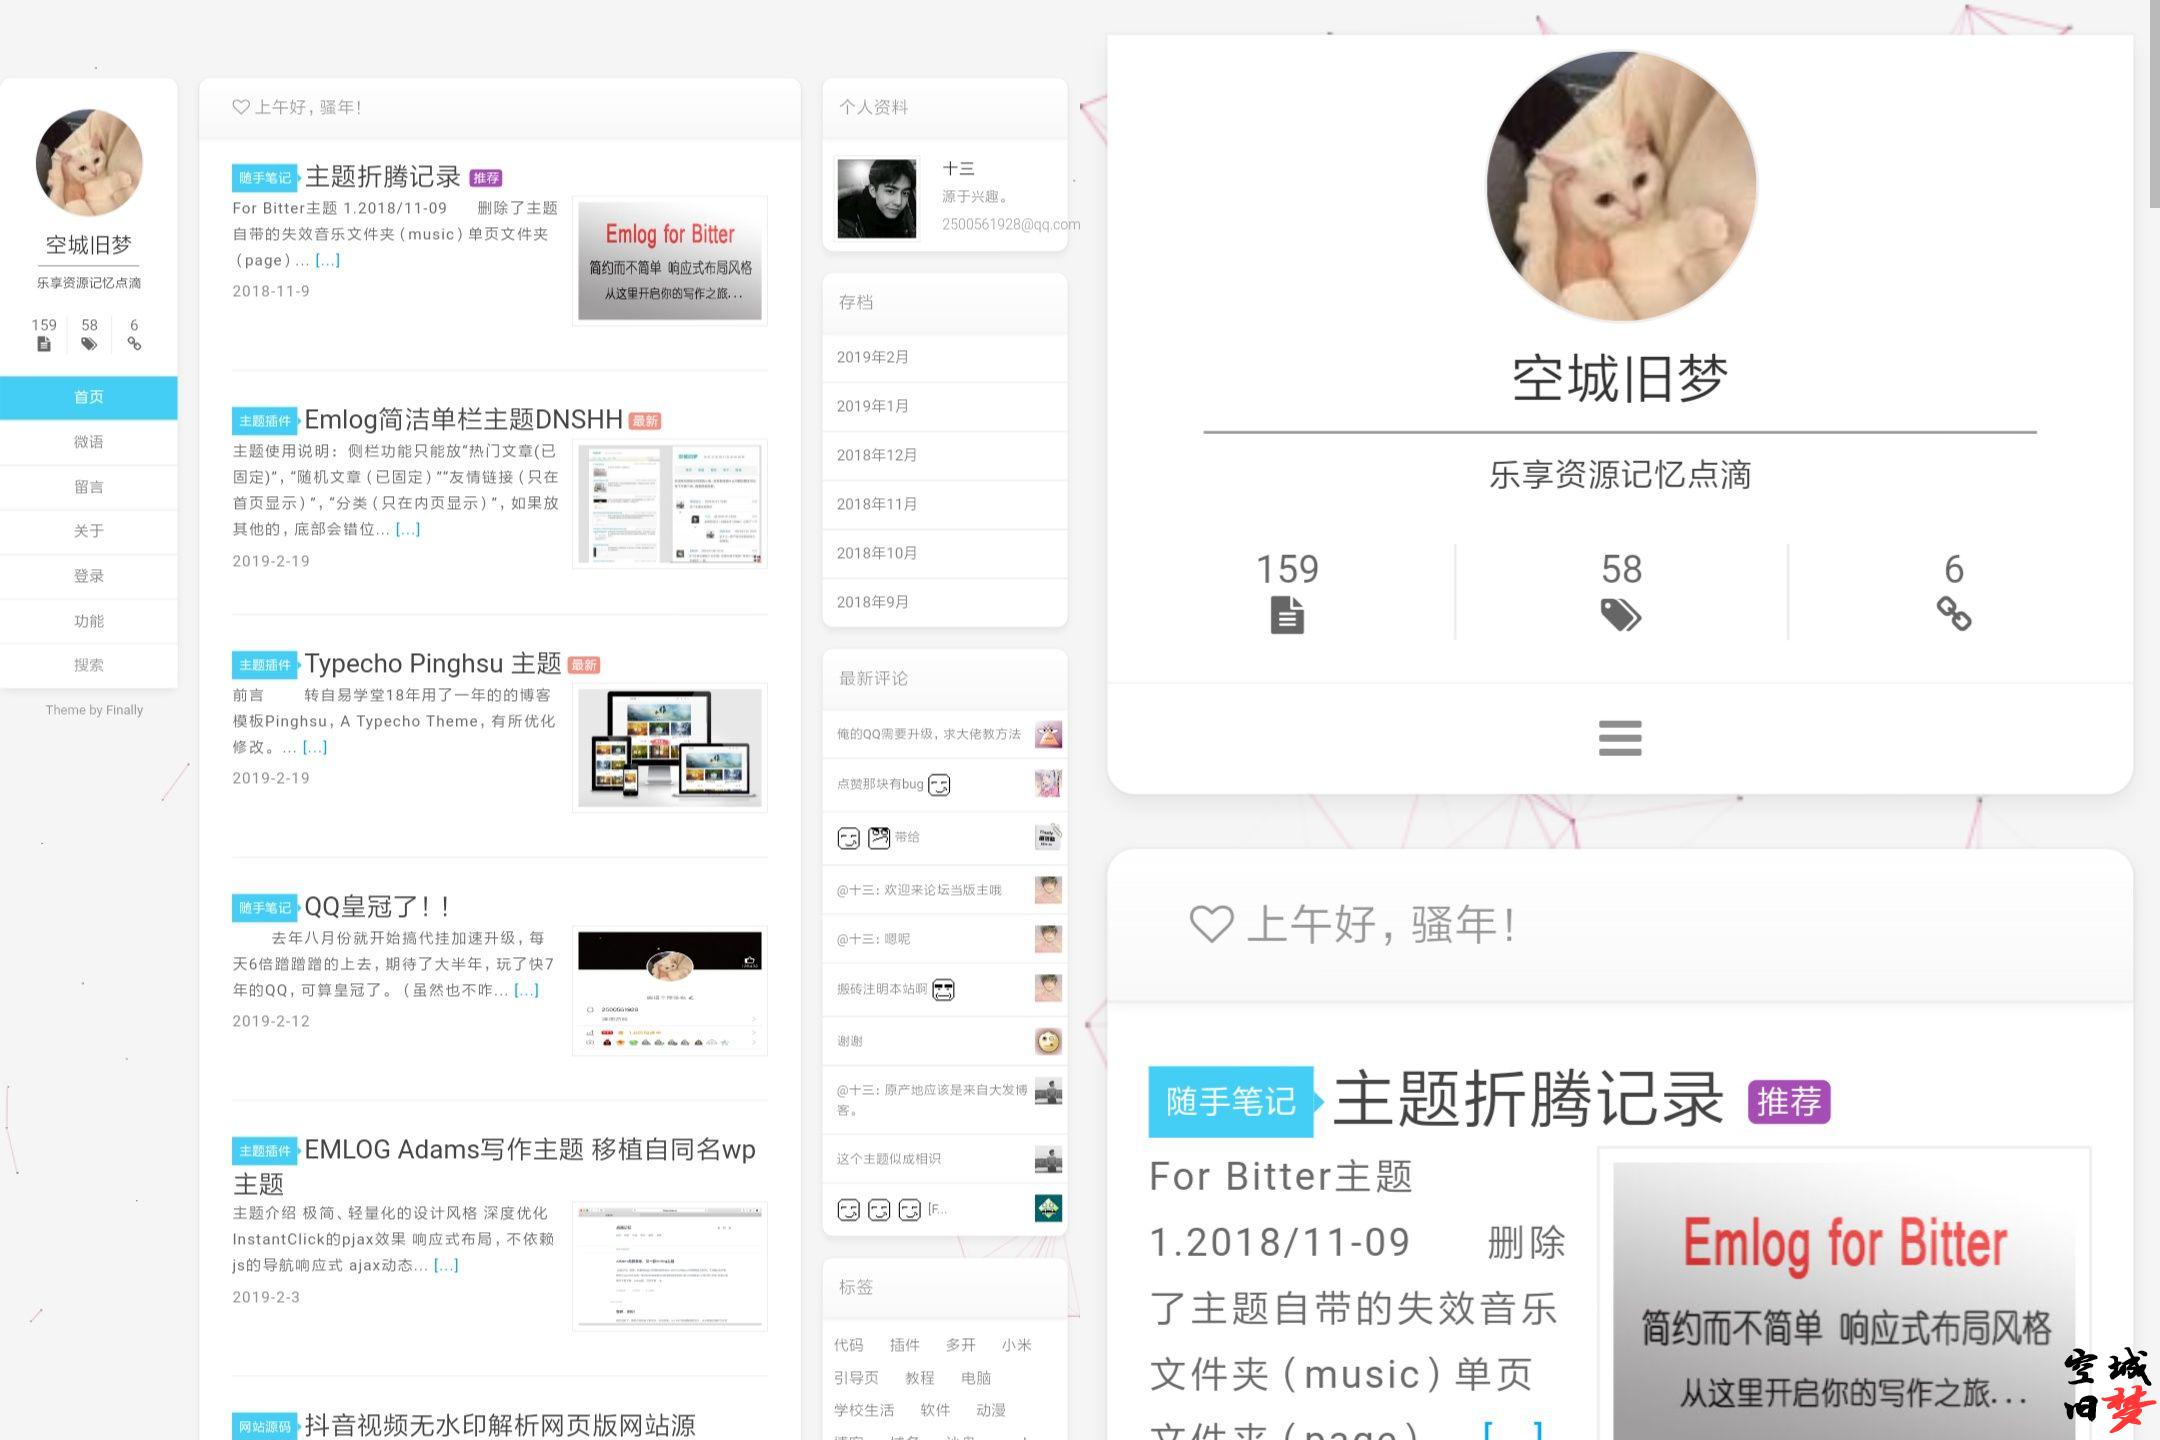 空城旧梦
乐享资源记忆点滴
159 58 6
首页
微语
留言
关于
登录
功能
搜索
Theme by Finally
上午好，骚年！
随手笔记 主题折腾记录 推荐
For Bitter主题 1.2018/11-09 删除了主题
自带的失效音乐文件夹（music）单页文件夹
（page）... [...]
2018-11-9
Emlog for Bitter
简约而不简单 响应式布局风格
从这里开启你的写作之旅...
主题插件 Emlog简洁单栏主题DNSHH 最新
主题使用说明：侧栏功能只能放“热门文章(已
固定)”，“随机文章（已固定）”“友情链接（只在
首页显示）”，“分类（只在内页显示）”，如果放
其他的，底部会错位... [...]
2019-2-19
主题插件 Typecho Pinghsu 主题 最新
前言 转自易学堂18年用了一年的的博客
模板Pinghsu，A Typecho Theme，有所优化
修改。... [...]
2019-2-19
随手笔记 QQ皇冠了！！
去年八月份就开始搞代挂加速升级，每
天6倍蹭蹭蹭的上去，期待了大半年，玩了快7
年的QQ，可算皇冠了。（虽然也不咋... [...]
2019-2-12
2500561928
主题插件 EMLOG Adams写作主题 移植自同名wp
主题
主题介绍 极简、轻量化的设计风格 深度优化
InstantClick的pjax效果 响应式布局，不依赖
js的导航响应式 ajax动态... [...]
2019-2-3
网站源码 抖音视频无水印解析网页版网站源
个人资料
十三
源于兴趣。
2500561928@qq.com
存档
2019年2月
2019年1月
2018年12月
2018年11月
2018年10月
2018年9月
最新评论
俺的QQ需要升级，求大佬教方法
点赞那块有bug
带给
@十三：欢迎来论坛当版主哦
@十三：嗯呢
搬砖注明本站啊
谢谢
@十三：原产地应该是来自大发博
客。
这个主题似成相识
[F...
标签
代码 插件 多开 小米
引导页 教程 电脑
学校生活 软件 动漫
空城旧梦
乐享资源记忆点滴
159 58 6
上午好，骚年！
随手笔记 主题折腾记录 推荐
For Bitter主题
1.2018/11-09 删除
了主题自带的失效音乐
文件夹（music）单页
文件夹（page）... [...]
Emlog for Bitter
简约而不简单 响应式布局风格
从这里开启你的写作之旅...
空城
旧梦